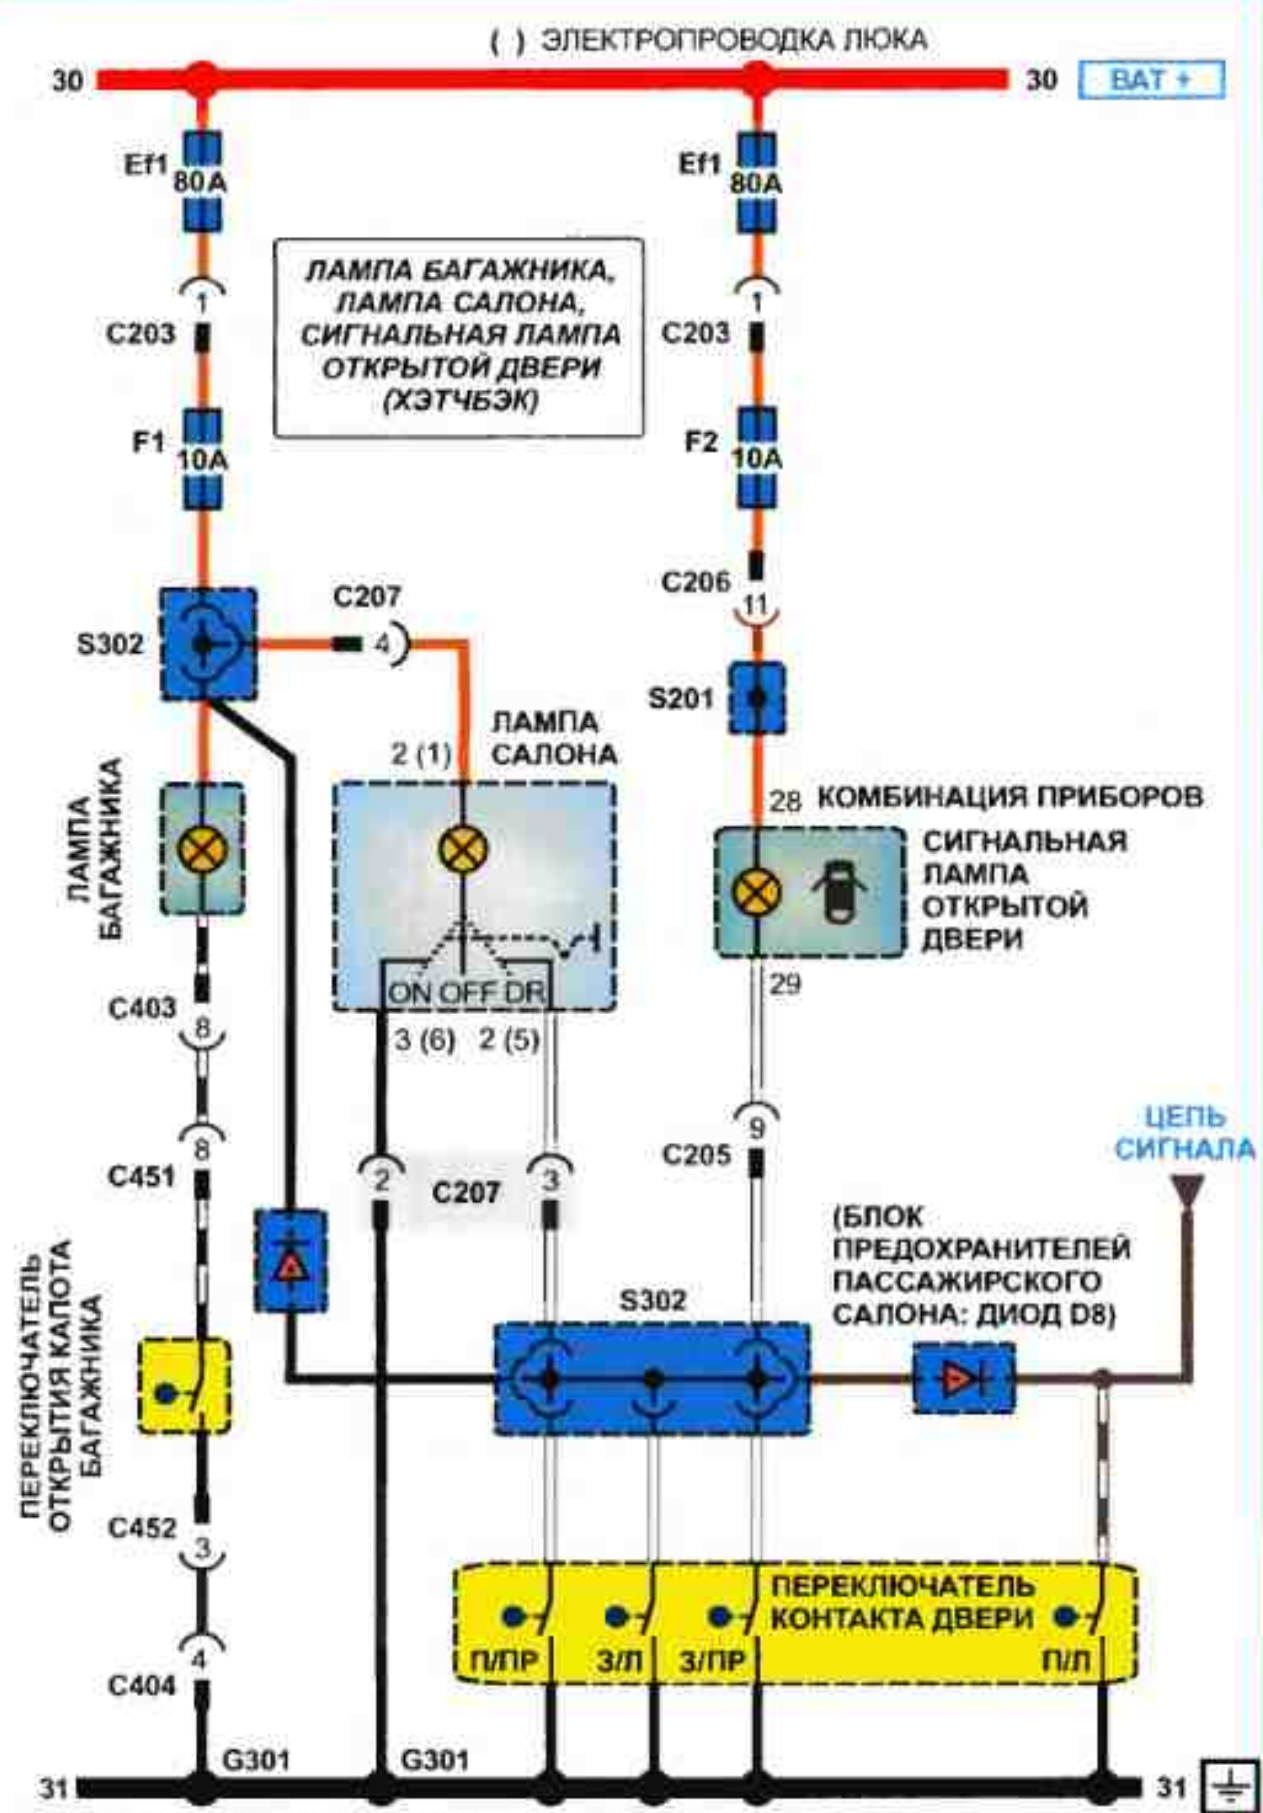 ( ) ЭЛЕКТРОПРОВОДКА ЛЮКА
30
30
BAT +
Ef1
80A
Ef1
80A
ЛАМПА БАГАЖНИКА,
ЛАМПА САЛОНА,
СИГНАЛЬНАЯ ЛАМПА
ОТКРЫТОЙ ДВЕРИ
(ХЭТЧБЭК)
1
C203
1
C203
F1
10A
F2
10A
C207
4
S302
C206
11
S201
ЛАМПА
САЛОНА
2 (1)
ЛАМПА
БАГАЖНИКА
28
КОМБИНАЦИЯ ПРИБОРОВ
СИГНАЛЬНАЯ
ЛАМПА
ОТКРЫТОЙ
ДВЕРИ
29
ON OFF DR
3 (6)
2 (5)
C403
8
8
C451
2
C207
3
9
C205
ЦЕПЬ
СИГНАЛА
(БЛОК
ПРЕДОХРАНИТЕЛЕЙ
ПАССАЖИРСКОГО
САЛОНА: ДИОД D8)
S302
ПЕРЕКЛЮЧАТЕЛЬ
ОТКРЫТИЯ КАПОТА
БАГАЖНИКА
C452
3
4
C404
ПЕРЕКЛЮЧАТЕЛЬ
КОНТАКТА ДВЕРИ
П/ПР
З/Л
З/ПР
П/Л
G301
G301
31
31